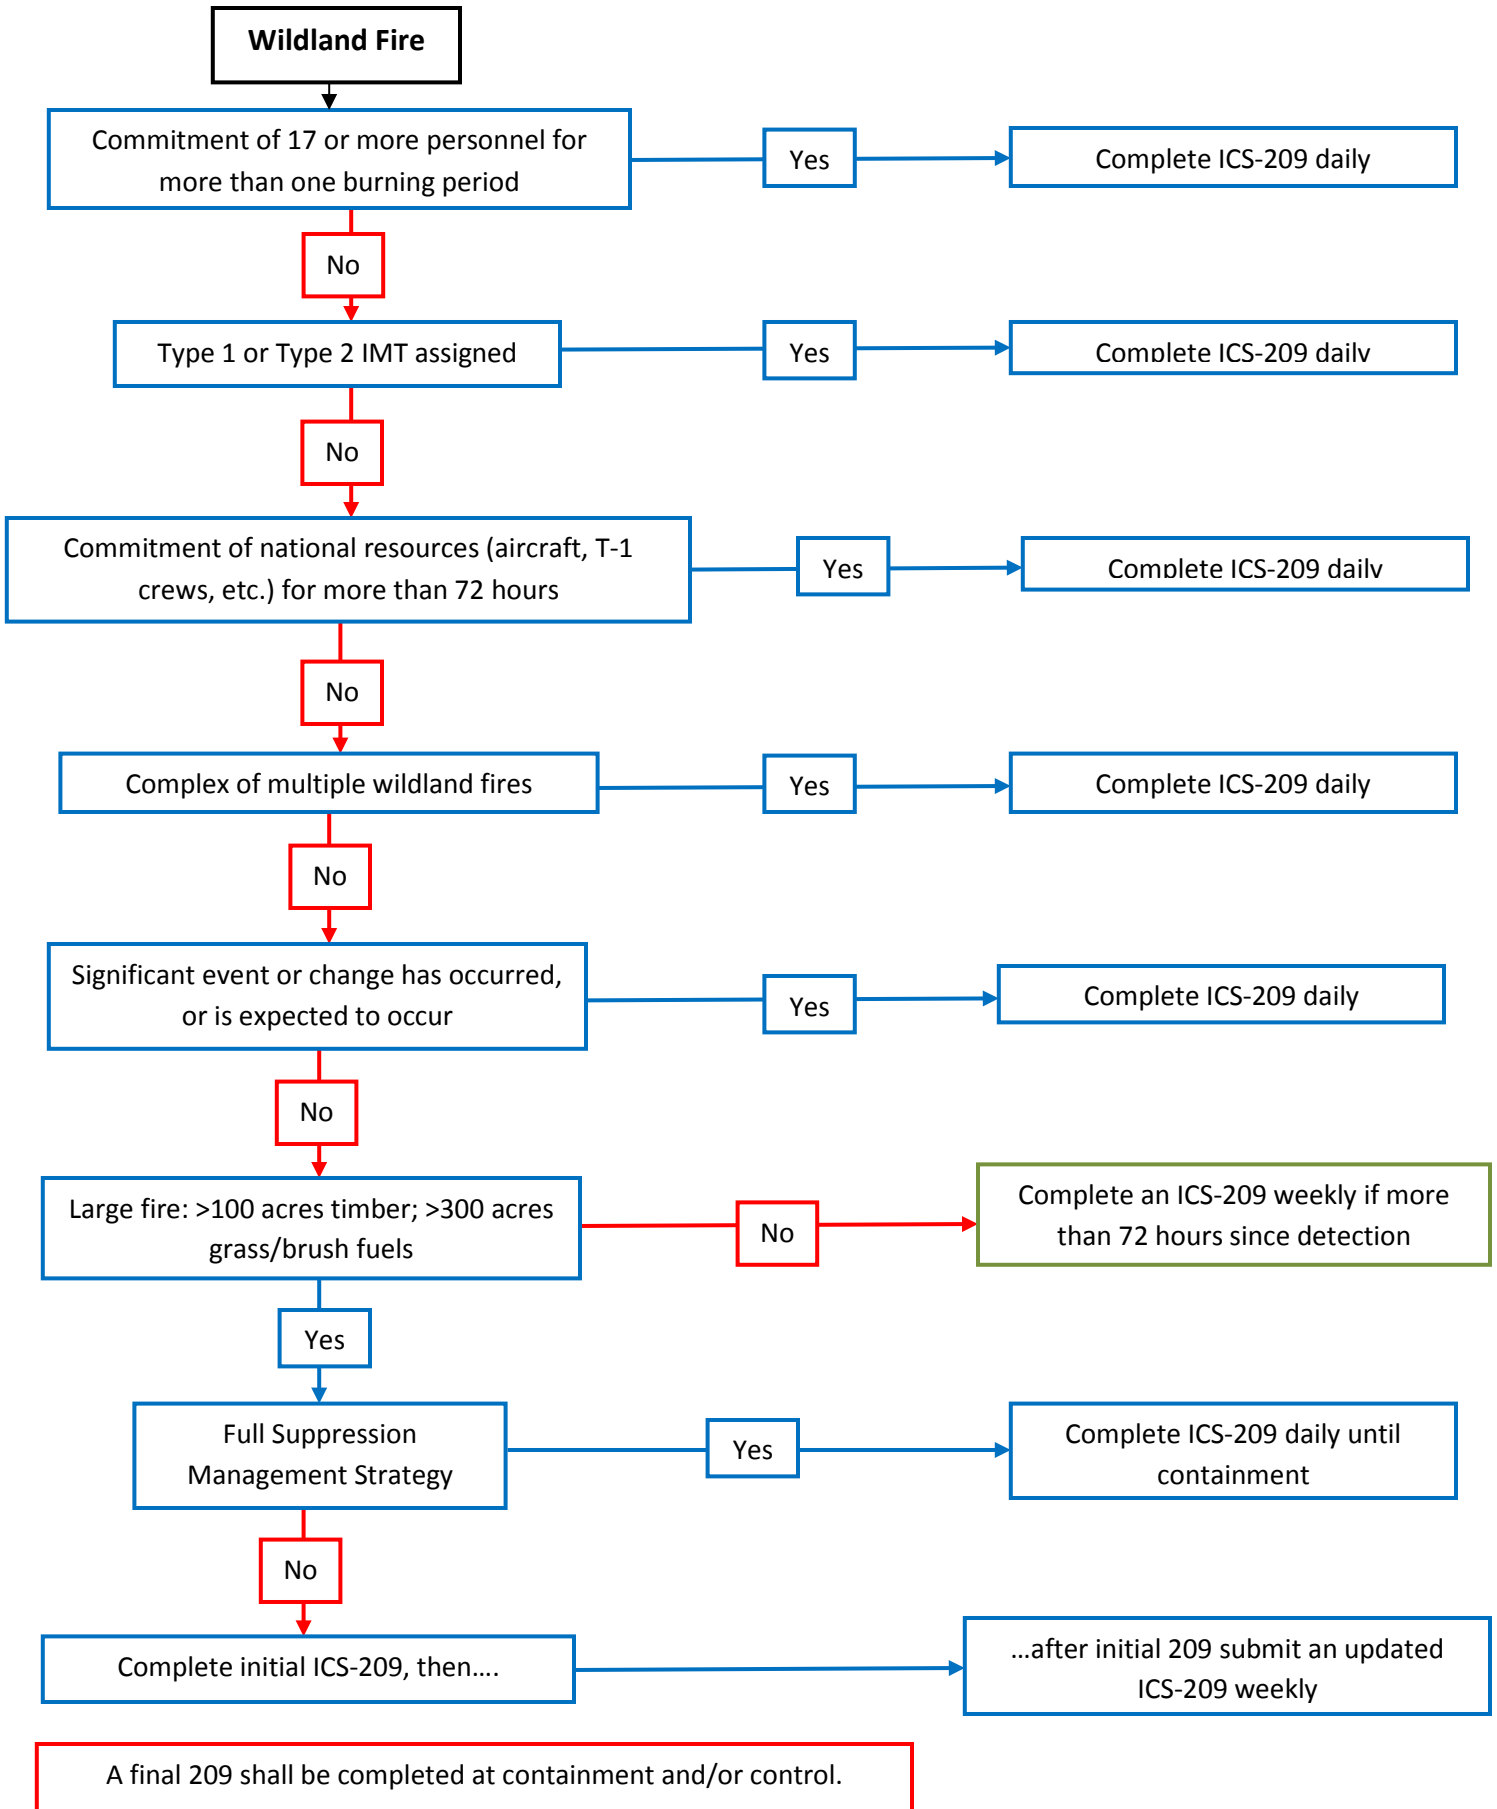 Wildland Fire
Commitment of 17 or more personnel for
more than one burning period
Yes
Complete ICS-209 daily
No
Type 1 or Type 2 IMT assigned
Yes
Complete ICS-209 daily
No
Commitment of national resources (aircraft, T-1
crews, etc.) for more than 72 hours
Yes
Complete ICS-209 daily
No
Complex of multiple wildland fires
Yes
Complete ICS-209 daily
No
Significant event or change has occurred,
or is expected to occur
Yes
Complete ICS-209 daily
No
Large fire: >100 acres timber; >300 acres
grass/brush fuels
No
Complete an ICS-209 weekly if more
than 72 hours since detection
Yes
Full Suppression
Management Strategy
Yes
Complete ICS-209 daily until
containment
No
Complete initial ICS-209, then….
…after initial 209 submit an updated
ICS-209 weekly
A final 209 shall be completed at containment and/or control.